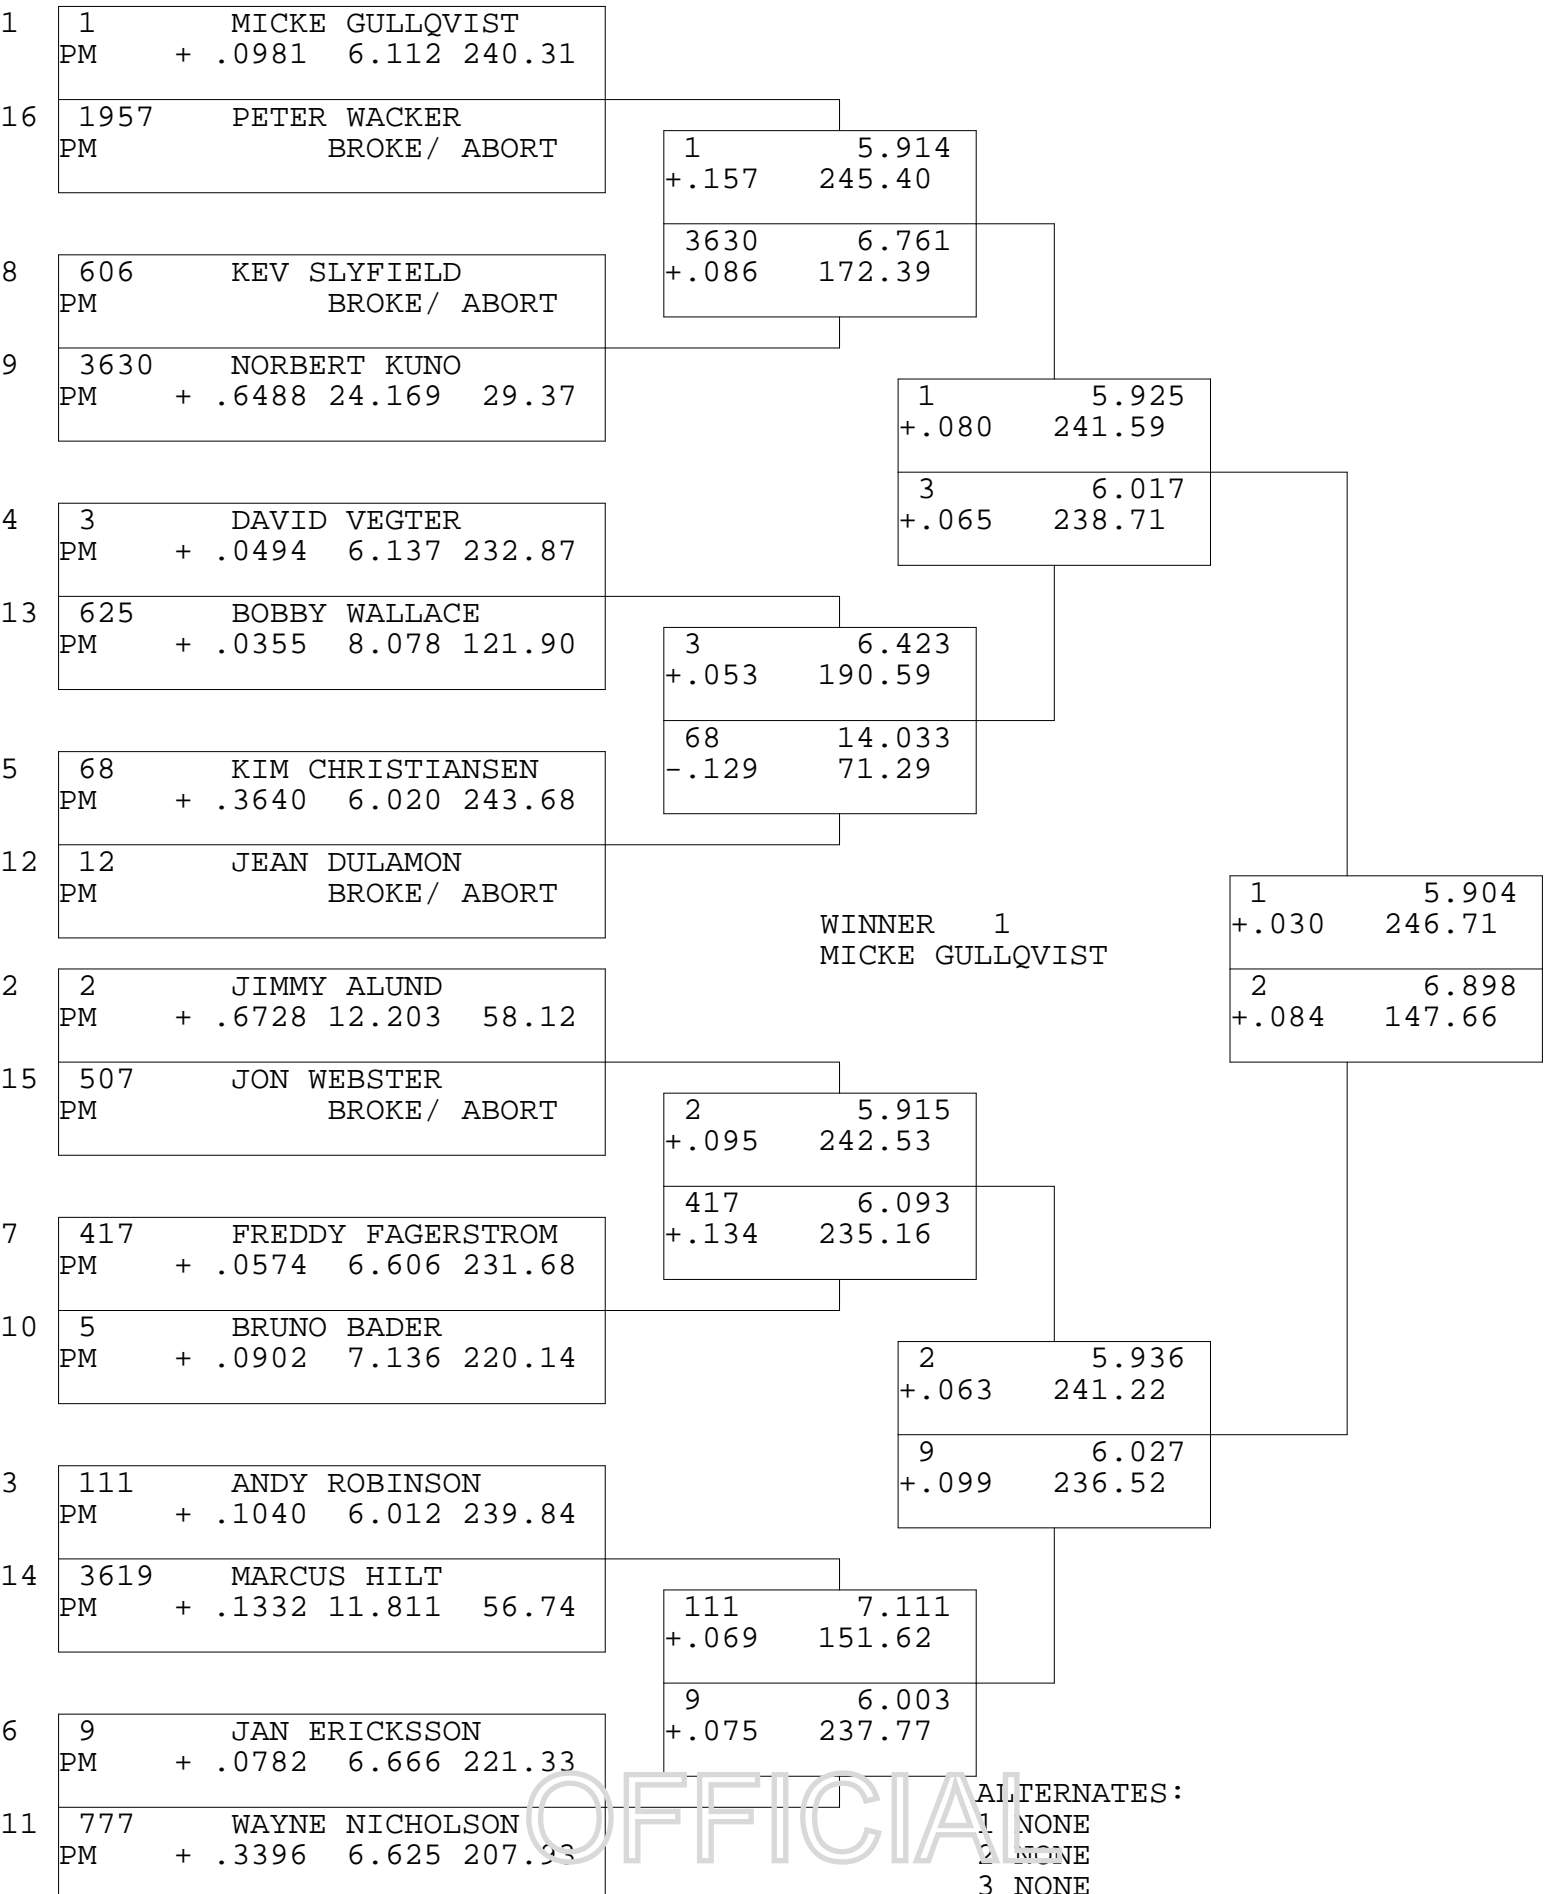 1 1 MICKE GULLQVIST
PM + .0981 6.112 240.31
16 1957 PETER WACKER
PM BROKE/ ABORT
1 5.914
+.157 245.40
3630 6.761
+.086 172.39
8 606 KEV SLYFIELD
PM BROKE/ ABORT
9 3630 NORBERT KUNO
PM + .6488 24.169 29.37
1 5.925
+.080 241.59
3 6.017
+.065 238.71
4 3 DAVID VEGTER
PM + .0494 6.137 232.87
13 625 BOBBY WALLACE
PM + .0355 8.078 121.90
3 6.423
+.053 190.59
68 14.033
-.129 71.29
5 68 KIM CHRISTIANSEN
PM + .3640 6.020 243.68
12 12 JEAN DULAMON
PM BROKE/ ABORT
WINNER 1
MICKE GULLQVIST
1 5.904
+.030 246.71
2 6.898
+.084 147.66
2 2 JIMMY ALUND
PM + .6728 12.203 58.12
15 507 JON WEBSTER
PM BROKE/ ABORT
2 5.915
+.095 242.53
417 6.093
+.134 235.16
7 417 FREDDY FAGERSTROM
PM + .0574 6.606 231.68
10 5 BRUNO BADER
PM + .0902 7.136 220.14
2 5.936
+.063 241.22
9 6.027
+.099 236.52
3 111 ANDY ROBINSON
PM + .1040 6.012 239.84
14 3619 MARCUS HILT
PM + .1332 11.811 56.74
111 7.111
+.069 151.62
9 6.003
+.075 237.77
6 9 JAN ERICKSSON
PM + .0782 6.666 221.33
11 777 WAYNE NICHOLSON
PM + .3396 6.625 207.93
OFFICIAL
ALTERNATES:
1 NONE
2 NONE
3 NONE